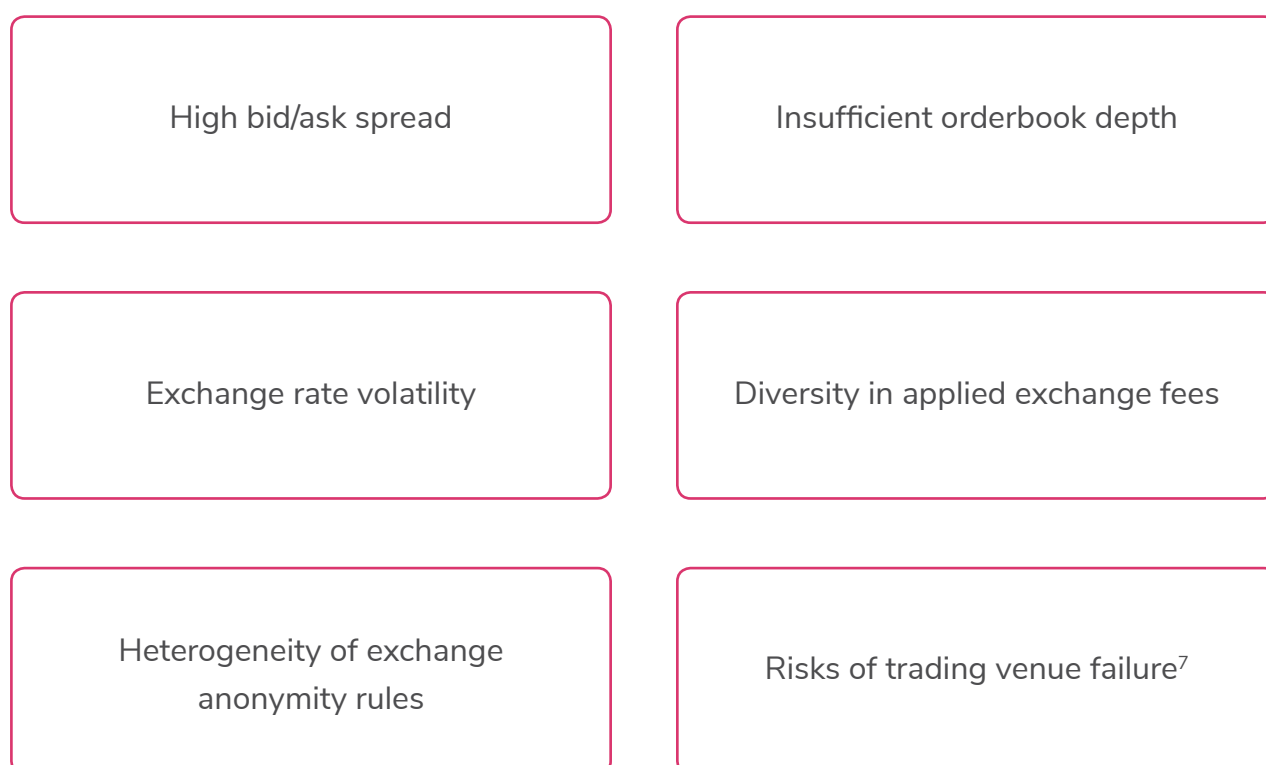 High bid/ask spread
Insufficient orderbook depth
Exchange rate volatility
Diversity in applied exchange fees
Heterogeneity of exchange
anonymity rules
Risks of trading venue failure⁷